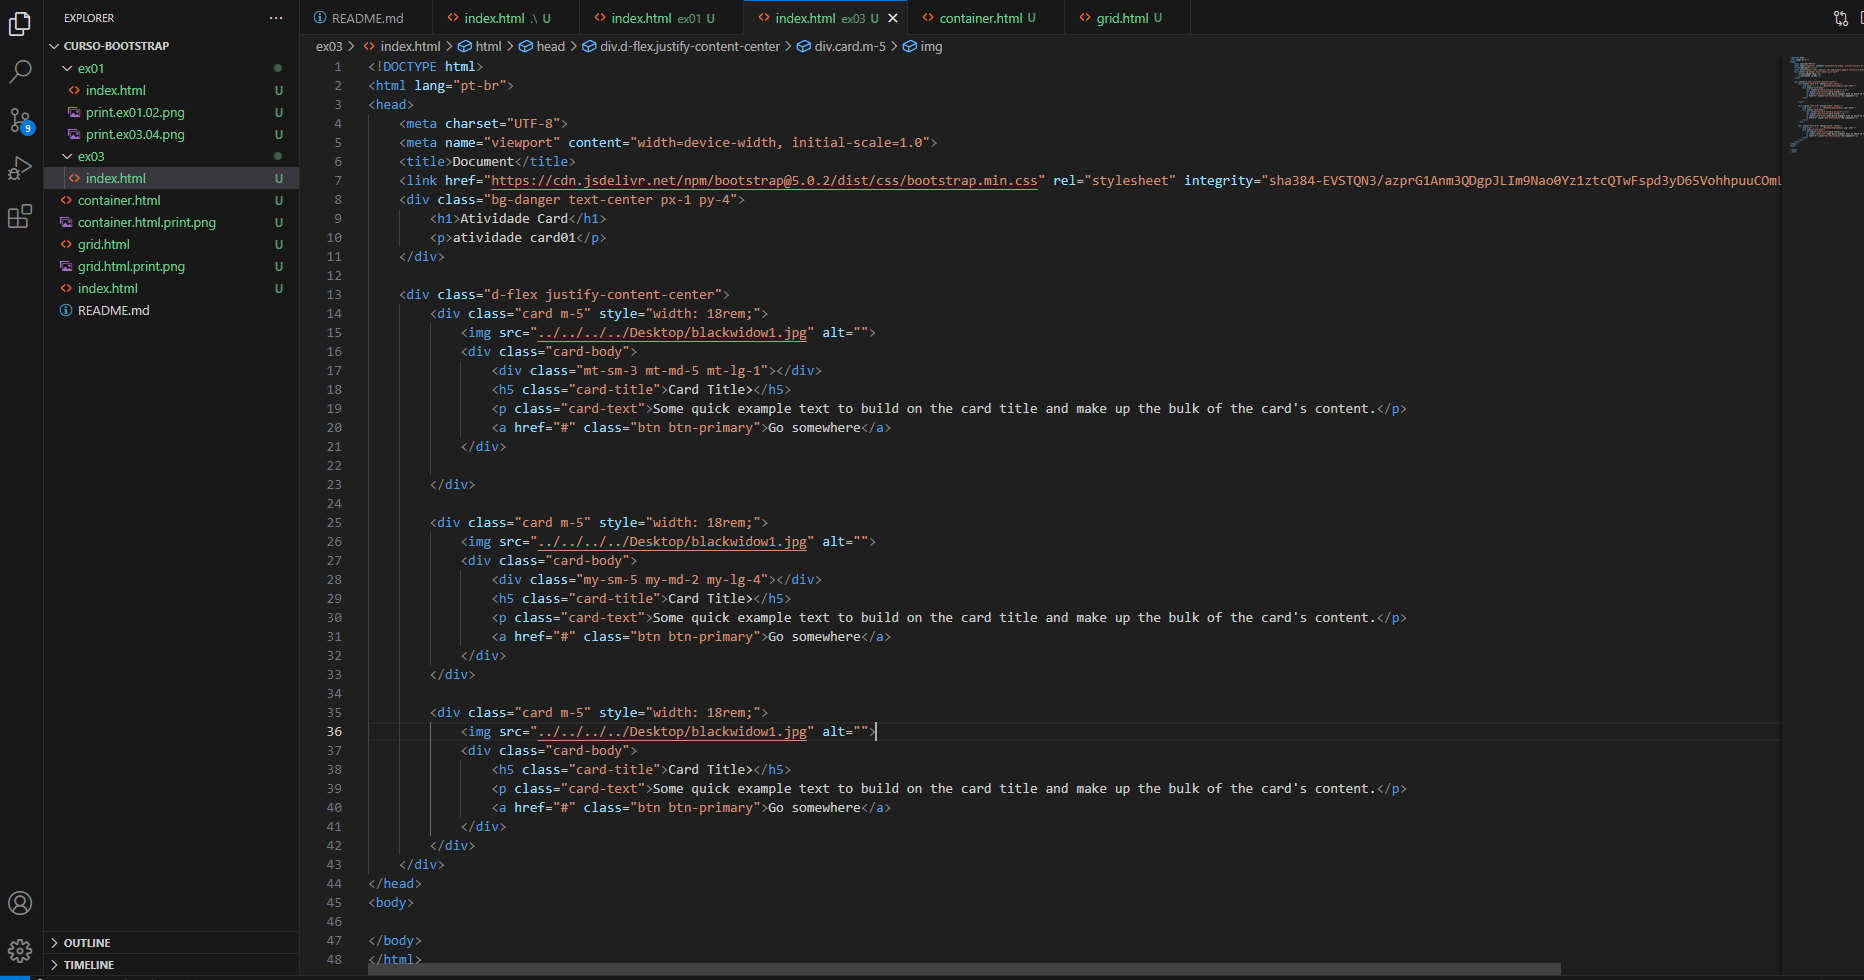 EXPLORER
CURSO-BOOTSTRAP
ex01
index.html U
print.ex01.02.png U
print.ex03.04.png U
ex03
index.html U
container.html U
container.html.print.png U
grid.html U
grid.html.print.png U
index.html U
README.md
OUTLINE
TIMELINE
9
README.md
index.html .\ U
index.html ex01 U
index.html ex03 U
container.html U
grid.html U
ex03 > index.html > html > head > div.d-flex.justify-content-center > div.card.m-5 > img
1 <!DOCTYPE html>
2 <html lang="pt-br">
3 <head>
4 <meta charset="UTF-8">
5 <meta name="viewport" content="width=device-width, initial-scale=1.0">
6 <title>Document</title>
7 <link href="https://cdn.jsdelivr.net/npm/bootstrap@5.0.2/dist/css/bootstrap.min.css" rel="stylesheet" integrity="sha384-EVSTQN3/azprG1Anm3QDgpJLIm9Nao0Yz1ztcQTwFspd3yD65VohhpuuCOmL
8 <div class="bg-danger text-center px-1 py-4">
9 <h1>Atividade Card</h1>
10 <p>atividade card01</p>
11 </div>
12
13 <div class="d-flex justify-content-center">
14 <div class="card m-5" style="width: 18rem;">
15 <img src="../../../../Desktop/blackwidow1.jpg" alt="">
16 <div class="card-body">
17 <div class="mt-sm-3 mt-md-5 mt-lg-1"></div>
18 <h5 class="card-title">Card Title></h5>
19 <p class="card-text">Some quick example text to build on the card title and make up the bulk of the card's content.</p>
20 <a href="#" class="btn btn-primary">Go somewhere</a>
21 </div>
22
23 </div>
24
25 <div class="card m-5" style="width: 18rem;">
26 <img src="../../../../Desktop/blackwidow1.jpg" alt="">
27 <div class="card-body">
28 <div class="my-sm-5 my-md-2 my-lg-4"></div>
29 <h5 class="card-title">Card Title></h5>
30 <p class="card-text">Some quick example text to build on the card title and make up the bulk of the card's content.</p>
31 <a href="#" class="btn btn-primary">Go somewhere</a>
32 </div>
33 </div>
34
35 <div class="card m-5" style="width: 18rem;">
36 <img src="../../../../Desktop/blackwidow1.jpg" alt="">
37 <div class="card-body">
38 <h5 class="card-title">Card Title></h5>
39 <p class="card-text">Some quick example text to build on the card title and make up the bulk of the card's content.</p>
40 <a href="#" class="btn btn-primary">Go somewhere</a>
41 </div>
42 </div>
43 </div>
44 </head>
45 <body>
46
47 </body>
48 </html>